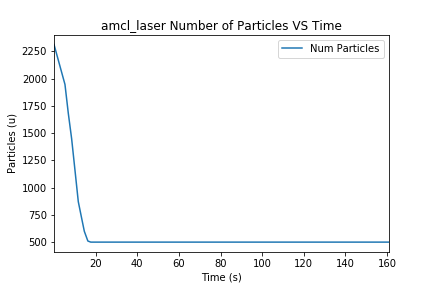 amcl_laser Number of Particles VS Time
Num Particles
Particles (u)
2250
2000
1750
1500
1250
1000
750
500
20 40 60 80 100 120 140 160
Time (s)